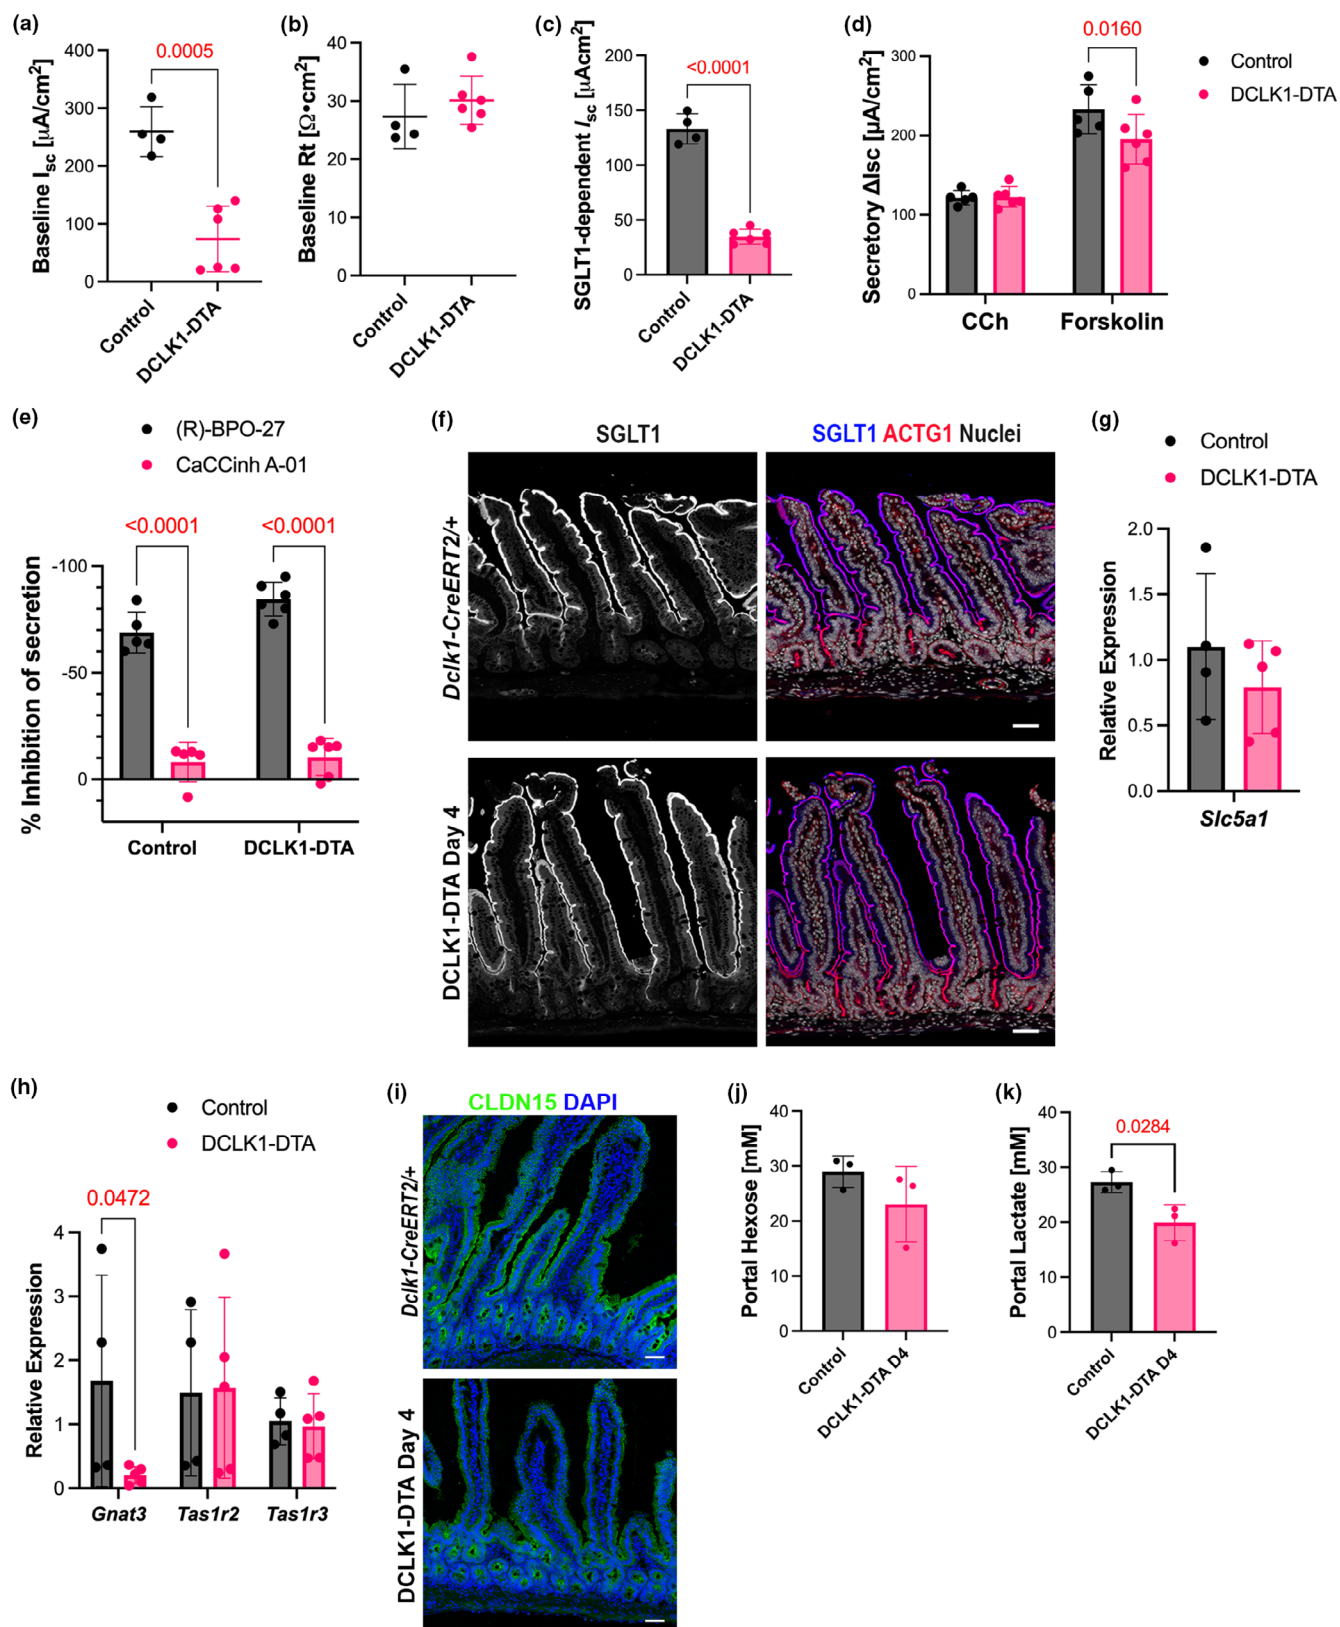 (a)
0.0005
400
300
200
100
0
Baseline Isc [µA/cm²]
Control
DCLK1-DTA
(b)
40
30
20
10
0
Baseline Rt [Ω•cm²]
Control
DCLK1-DTA
(c)
<0.0001
200
150
100
50
0
SGLT1-dependent Isc [µAcm²]
Control
DCLK1-DTA
(d)
0.0160
300
200
100
0
Secretory ΔIsc [µA/cm²]
CCh
Forskolin
Control
DCLK1-DTA
(e)
(R)-BPO-27
CaCCinh A-01
<0.0001
<0.0001
-100
-50
0
% Inhibition of secretion
Control
DCLK1-DTA
(f)
SGLT1
SGLT1 ACTG1 Nuclei
Dclk1-CreERT2/+
DCLK1-DTA Day 4
(g)
Control
DCLK1-DTA
2.0
1.5
1.0
0.5
0.0
Relative Expression
Slc5a1
(h)
Control
DCLK1-DTA
0.0472
4
3
2
1
0
Relative Expression
Gnat3
Tas1r2
Tas1r3
(i)
CLDN15 DAPI
Dclk1-CreERT2/+
DCLK1-DTA Day 4
(j)
40
30
20
10
0
Portal Hexose [mM]
Control
DCLK1-DTA D4
(k)
0.0284
40
30
20
10
0
Portal Lactate [mM]
Control
DCLK1-DTA D4